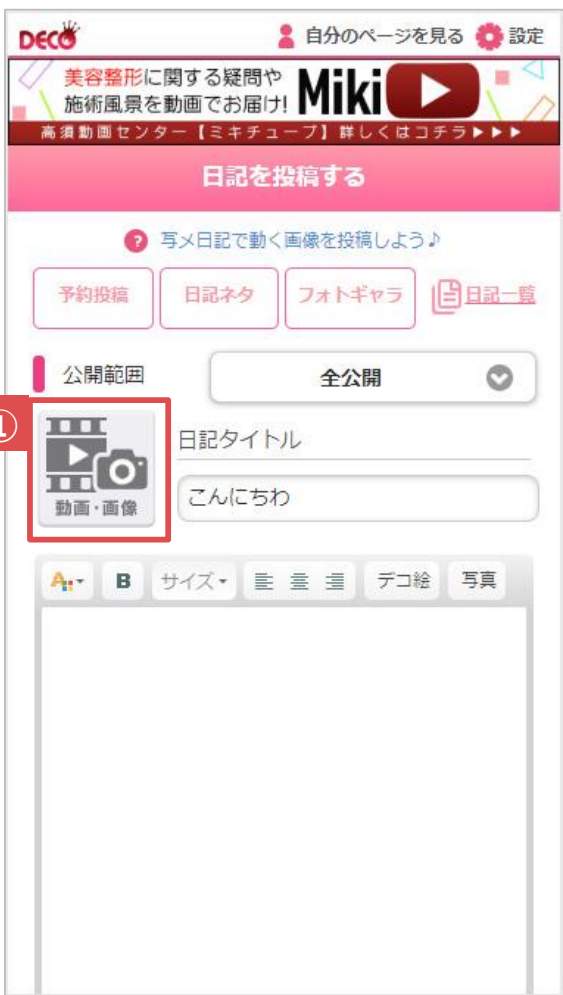 DECO 自分のページを見る 設定
美容整形に関する疑問や
施術風景を動画でお届け! Miki
高須動画センター【ミキチューブ】詳しくはコチラ▶▶▶
日記を投稿する
? 写メ日記で動く画像を投稿しよう♪
予約投稿 日記ネタ フォトギャラ 日記一覧
公開範囲 全公開
①
日記タイトル
動画・画像 こんにちわ
A B サイズ デコ絵 写真